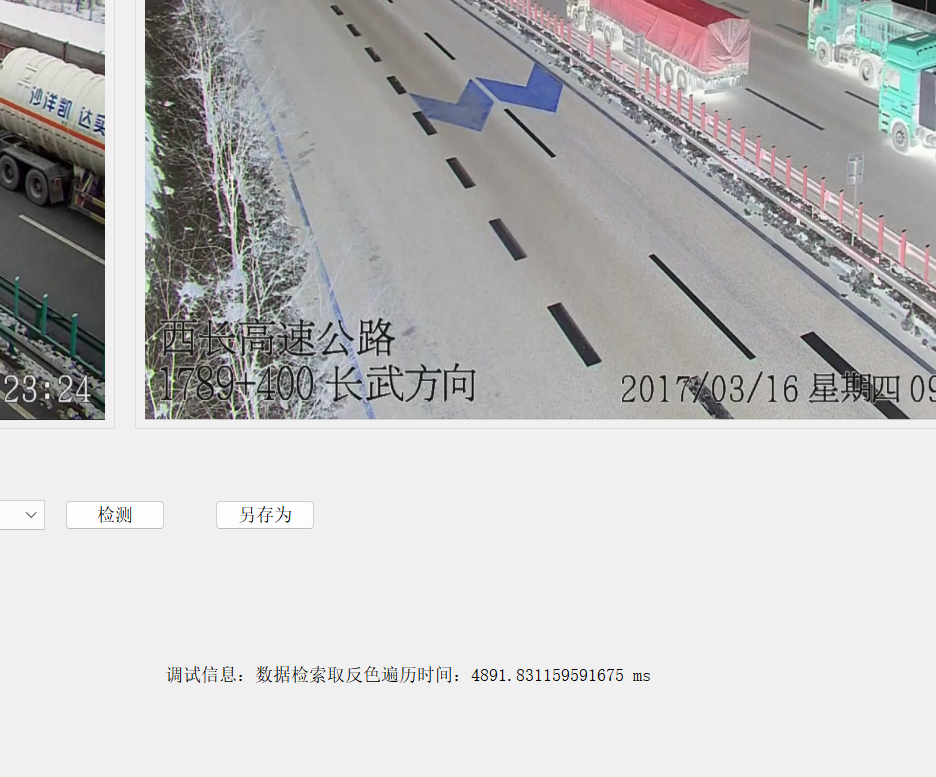 沙洋凯达实
23:24
西长高速公路
1789+400 长武方向
2017/03/16 星期四 09
检测
另存为
调试信息：数据检索取反色遍历时间：4891.831159591675 ms